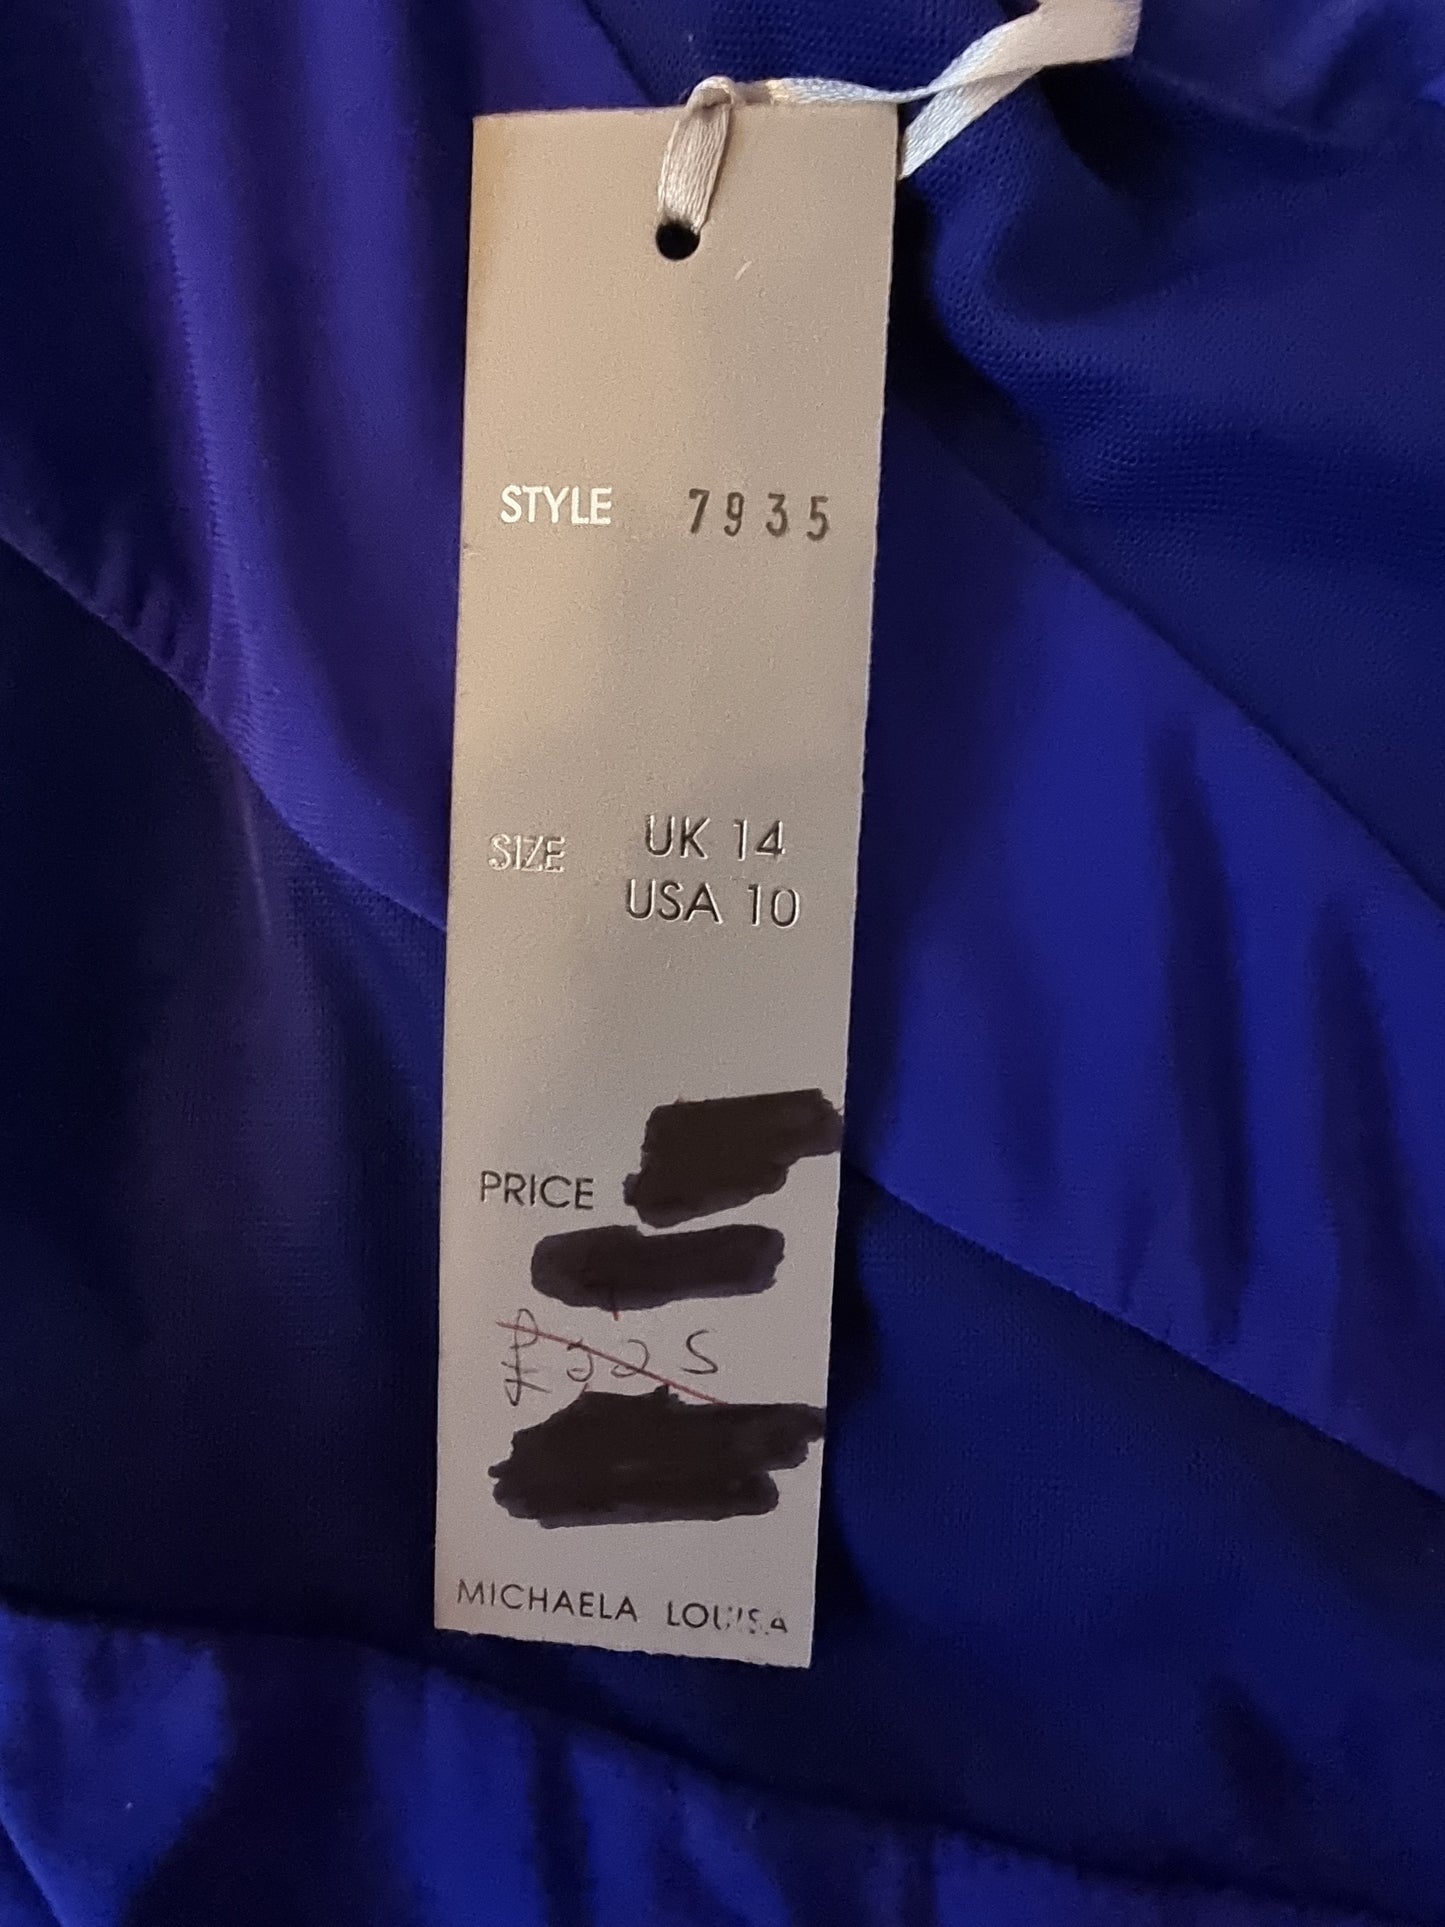 STYLE 7935
SIZE UK 14
USA 10
PRICE
£325
MICHAELA LOUISA